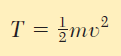 T = ½mv²